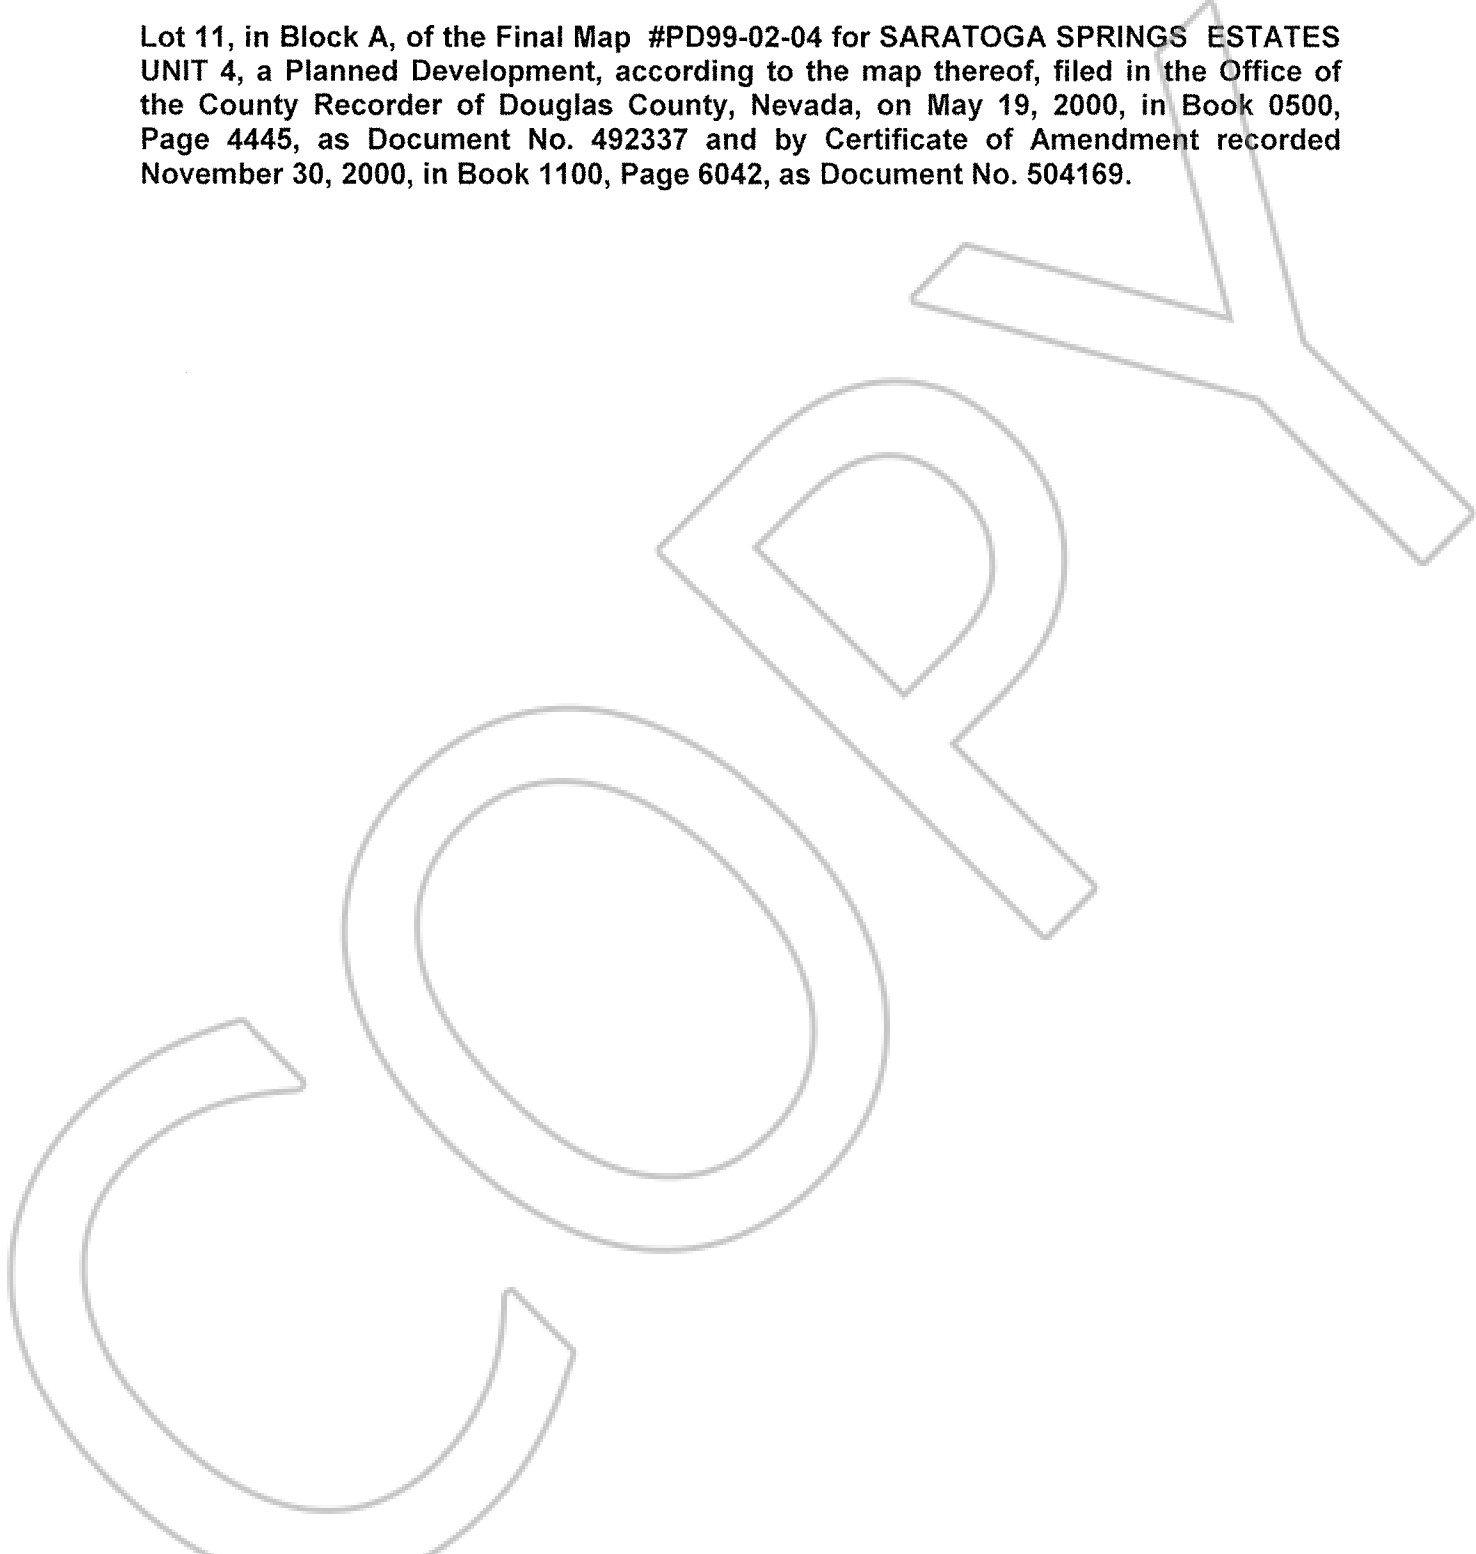 Lot 11, in Block A, of the Final Map #PD99-02-04 for SARATOGA SPRINGS ESTATES
UNIT 4, a Planned Development, according to the map thereof, filed in the Office of
the County Recorder of Douglas County, Nevada, on May 19, 2000, in Book 0500,
Page 4445, as Document No. 492337 and by Certificate of Amendment recorded
November 30, 2000, in Book 1100, Page 6042, as Document No. 504169.
COPY